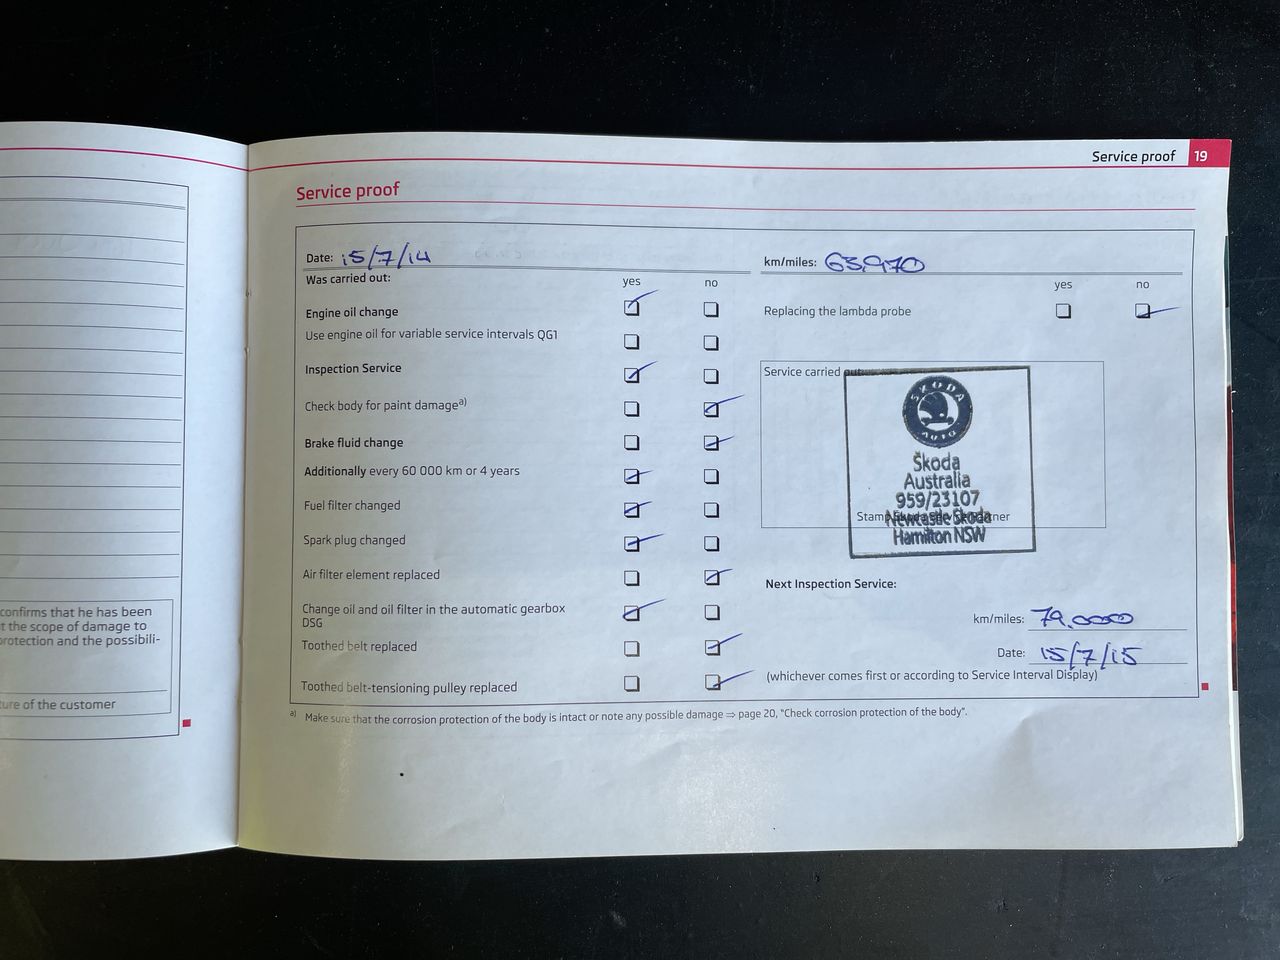 Service proof 19
confirms that he has been
t the scope of damage to
protection and the possibili-
ture of the customer
Service proof
Date: 15/7/14
Was carried out: yes no
Engine oil change
Use engine oil for variable service intervals QG1
Inspection Service
Check body for paint damage a)
Brake fluid change
Additionally every 60 000 km or 4 years
Fuel filter changed
Spark plug changed
Air filter element replaced
Change oil and oil filter in the automatic gearbox
DSG
Toothed belt replaced
Toothed belt-tensioning pulley replaced
km/miles: 63,970
yes no
Replacing the lambda probe
Service carried out:
ŠKODA
AUTO
Škoda
Australia
959/23107
Newcastle Škoda
Hamilton NSW
Next Inspection Service:
km/miles: 79,0000
Date: 15/7/15
(whichever comes first or according to Service Interval Display)
a) Make sure that the corrosion protection of the body is intact or note any possible damage ⇒ page 20, "Check corrosion protection of the body".